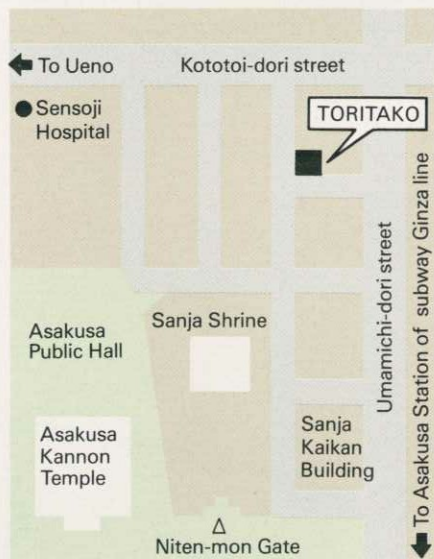 To Ueno
Kototoi-dori street
Sensoji
Hospital
TORITAKO
Umamichi-dori street
To Asakusa Station of subway Ginza line
Asakusa
Public Hall
Sanja Shrine
Asakusa
Kannon
Temple
Sanja
Kaikan
Building
Niten-mon Gate